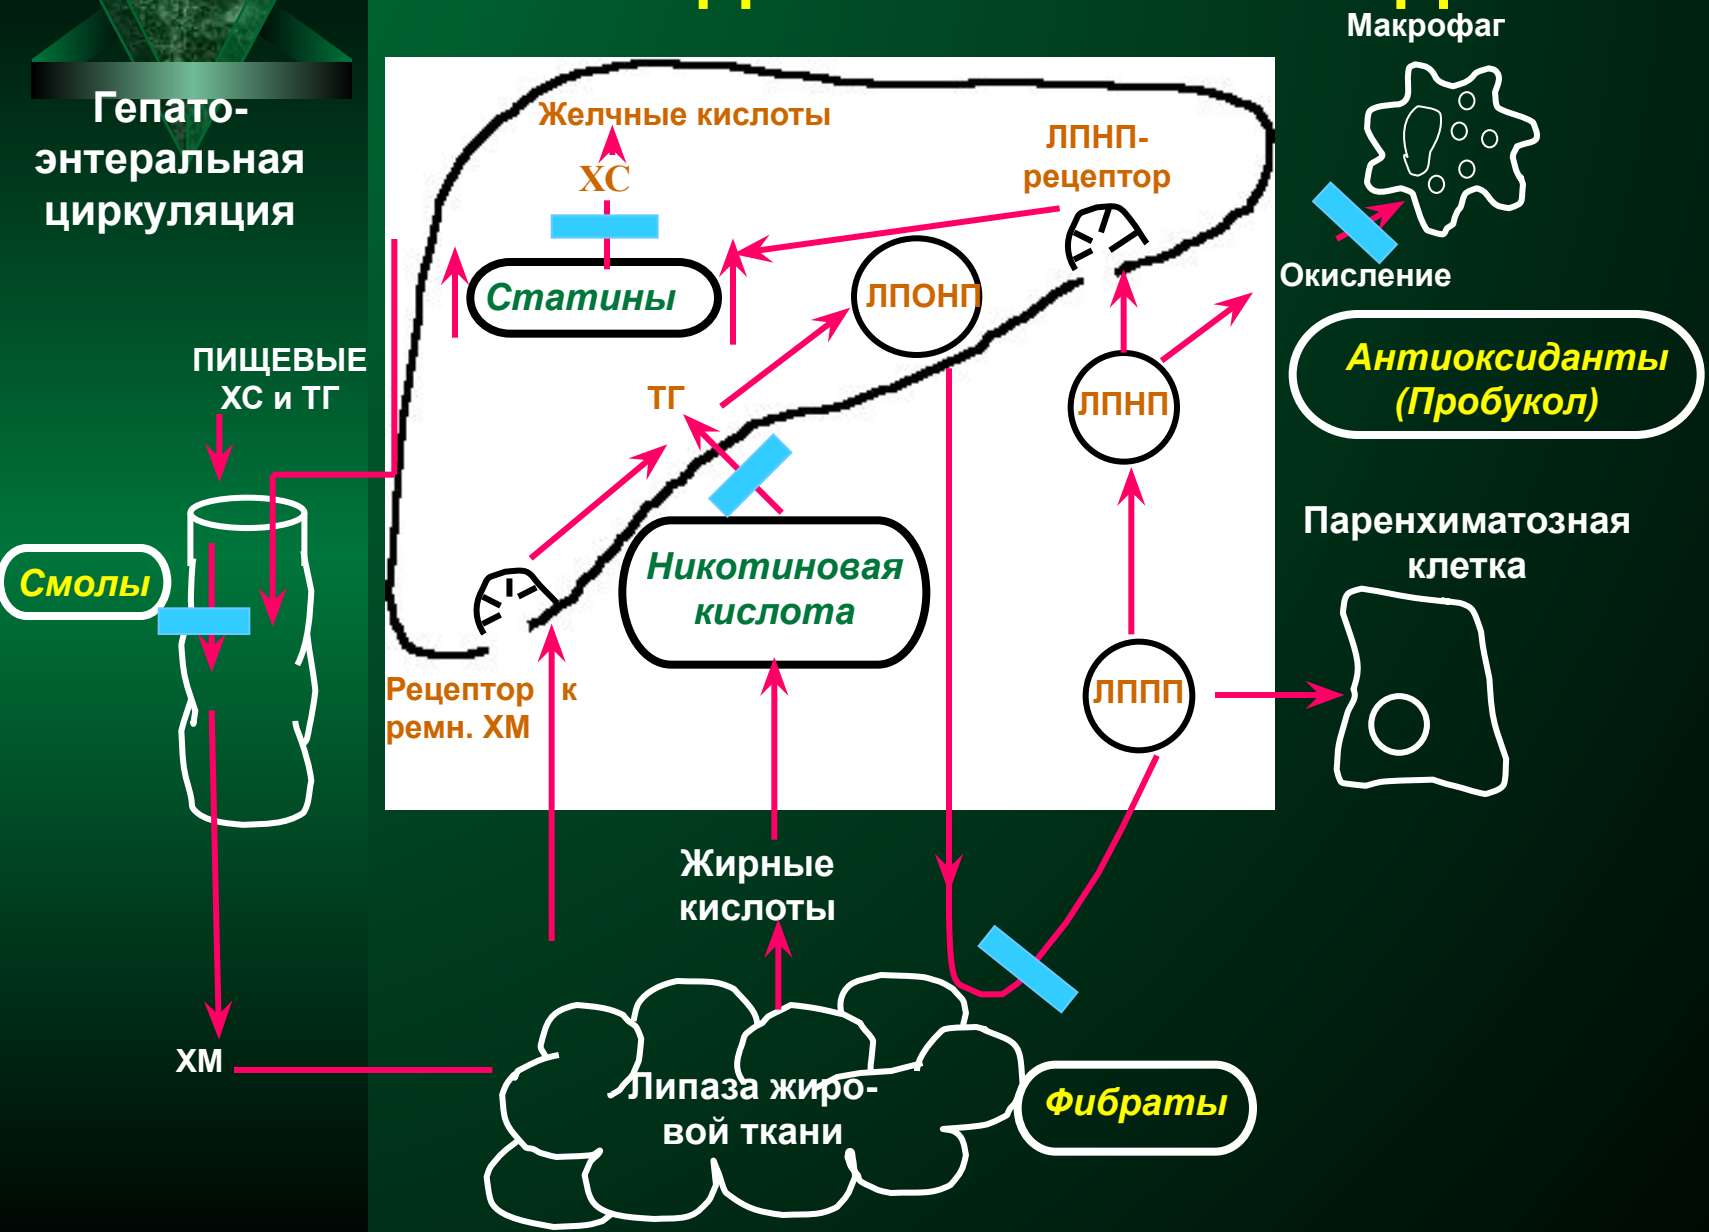 Макрофаг
Гепато-
энтеральная
циркуляция
Желчные кислоты
ХС
ЛПНП-
рецептор
Окисление
Статины
ЛПОНП
ПИЩЕВЫЕ
ХС и ТГ
ТГ
ЛПНП
Антиоксиданты
(Пробукол)
Паренхиматозная
клетка
Смолы
Никотиновая
кислота
Рецептор к
ремн. ХМ
ЛППП
Жирные
кислоты
ХМ
Липаза жиро-
вой ткани
Фибраты